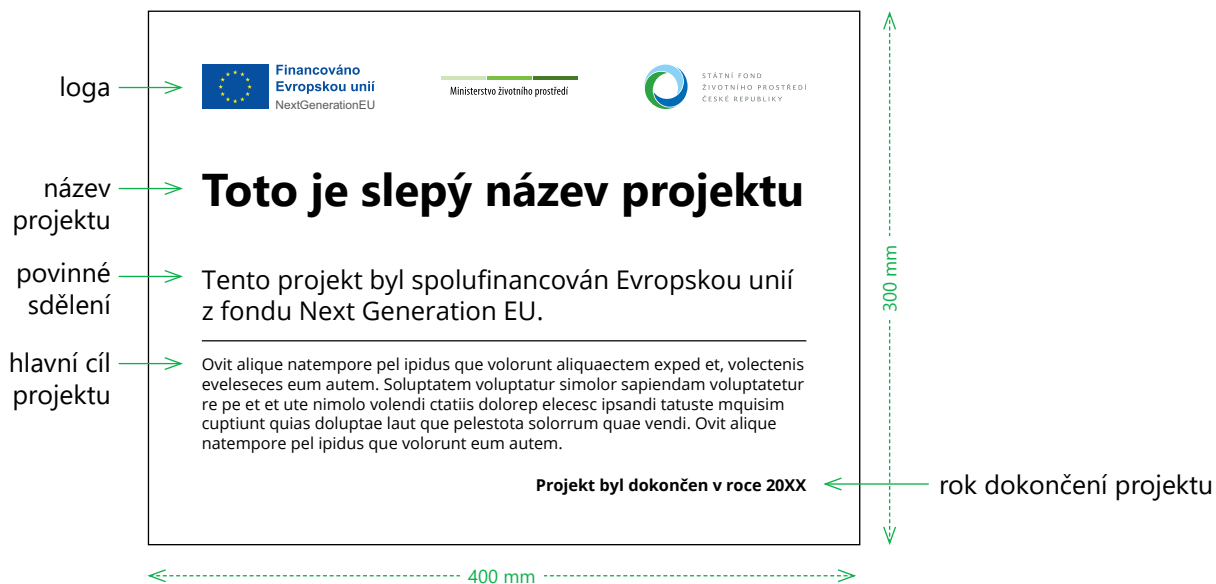 loga
Financováno
Evropskou unií
NextGenerationEU
Ministerstvo životního prostředí
STÁTNÍ FOND
ŽIVOTNÍHO PROSTŘEDÍ
ČESKÉ REPUBLIKY
název
projektu
Toto je slepý název projektu
povinné
sdělení
Tento projekt byl spolufinancován Evropskou unií
z fondu Next Generation EU.
hlavní cíl
projektu
Ovit alique natempore pel ipidus que volorunt aliquaectem exped et, volectenis
eveleseces eum autem. Soluptatem voluptatur simolor sapiendam voluptatetur
re pe et et ute nimolo volendi ctatiis dolorep elecesc ipsandi tatuste mquisim
cuptiunt quias doluptae laut que pelestota solorrum quae vendi. Ovit alique
natempore pel ipidus que volorunt eum autem.
Projekt byl dokončen v roce 20XX
rok dokončení projektu
300 mm
400 mm